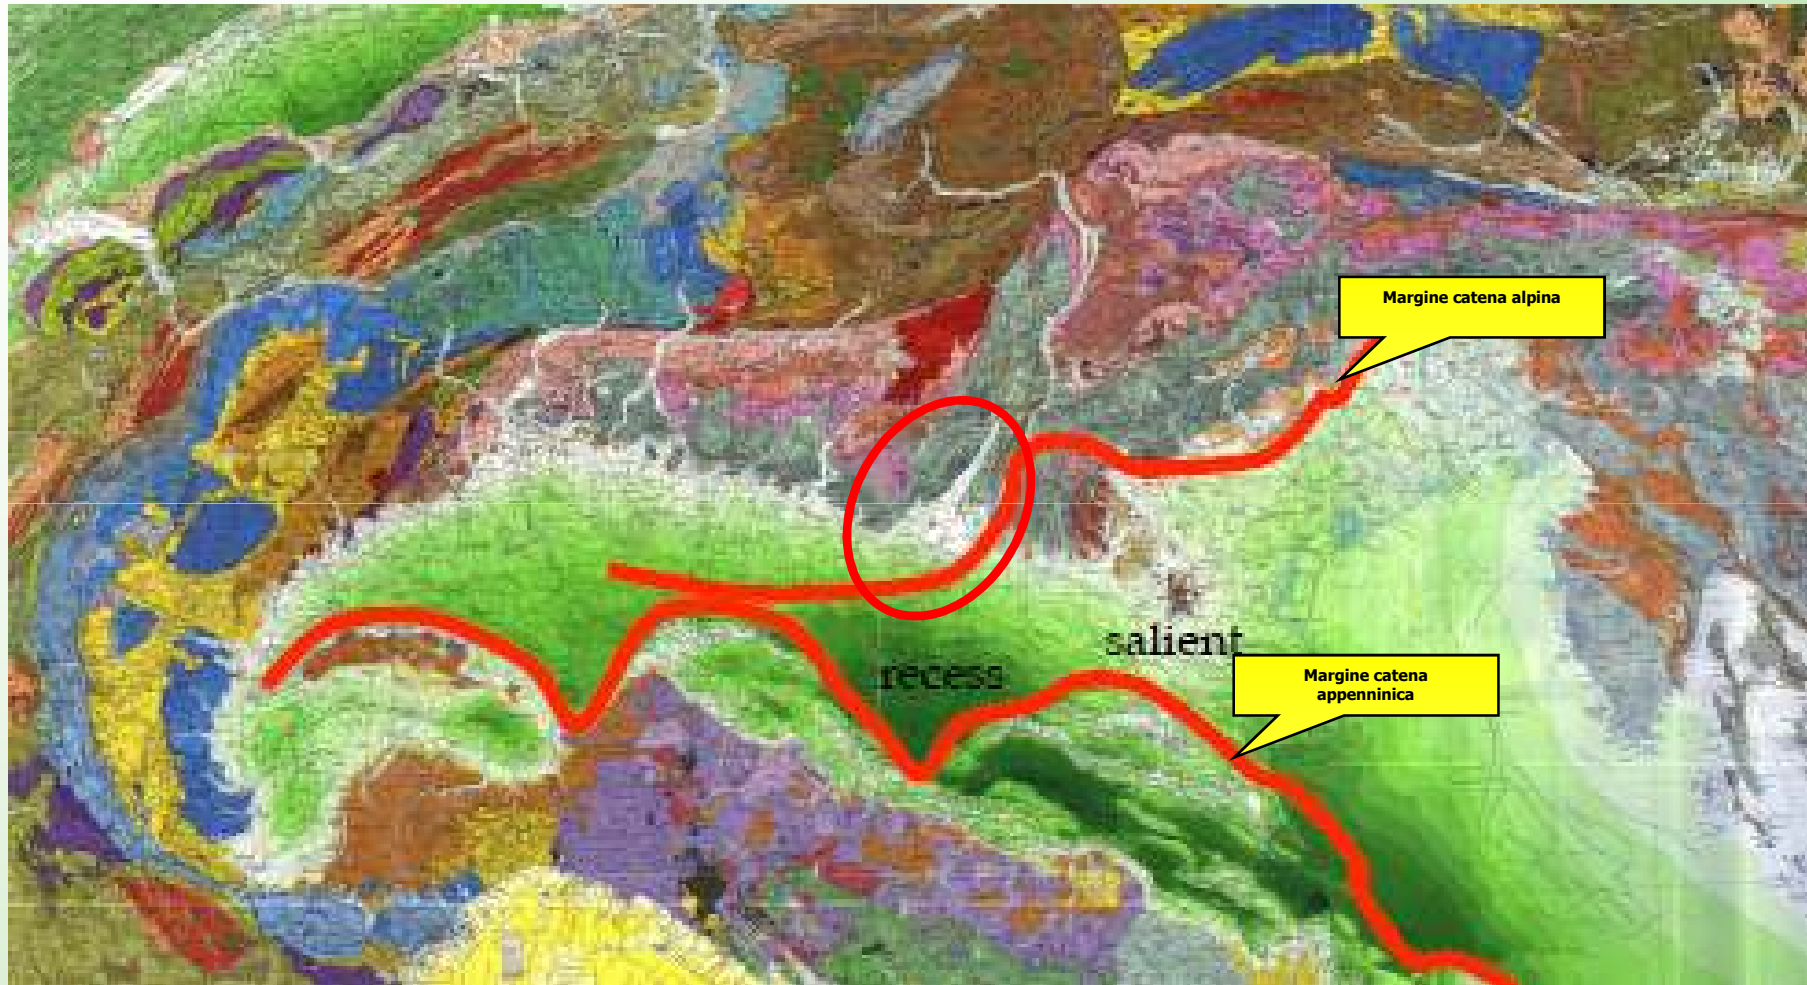 Margine catena alpina
salient
recess
Margine catena
appenninica